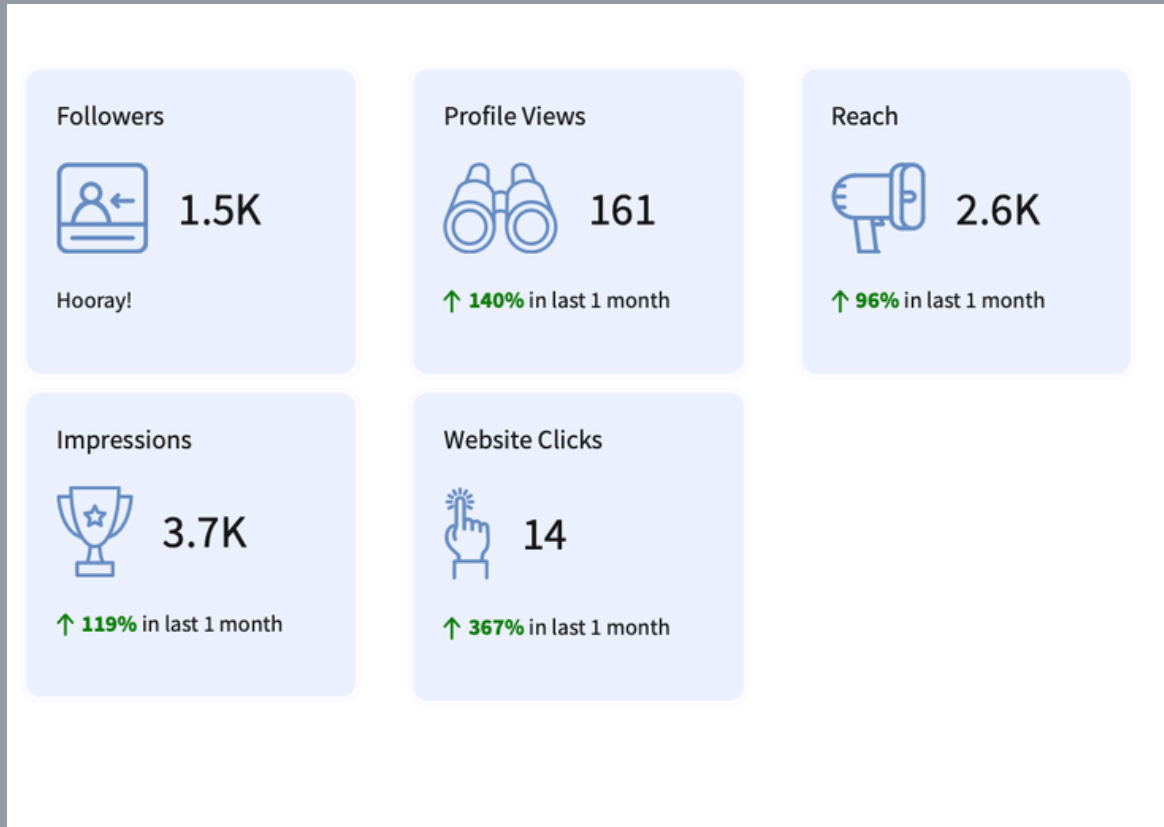 Followers
1.5K
Hooray!
Profile Views
161
↑ 140% in last 1 month
Reach
2.6K
↑ 96% in last 1 month
Impressions
3.7K
↑ 119% in last 1 month
Website Clicks
14
↑ 367% in last 1 month